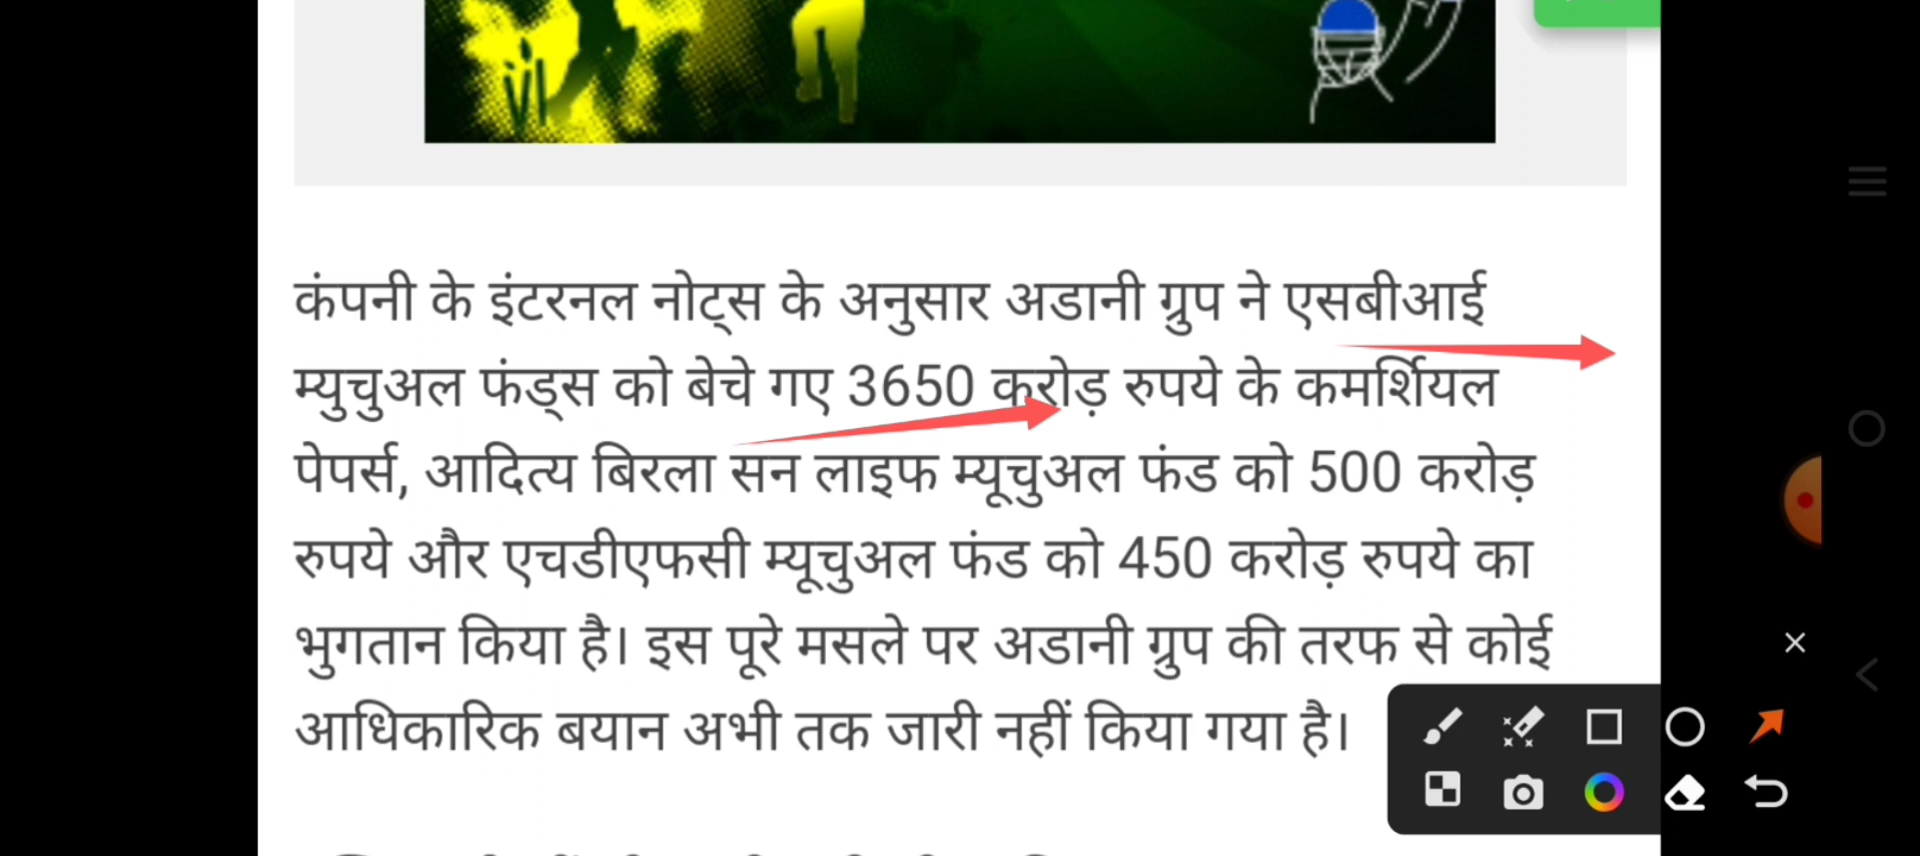 कंपनी के इंटरनल नोट्स के अनुसार अडानी ग्रुप ने एसबीआई
म्युचुअल फंड्स को बेचे गए 3650 करोड़ रुपये के कमर्शियल
पेपर्स, आदित्य बिरला सन लाइफ म्यूचुअल फंड को 500 करोड़
रुपये और एचडीएफसी म्यूचुअल फंड को 450 करोड़ रुपये का
भुगतान किया है। इस पूरे मसले पर अडानी ग्रुप की तरफ से कोई
आधिकारिक बयान अभी तक जारी नहीं किया गया है।